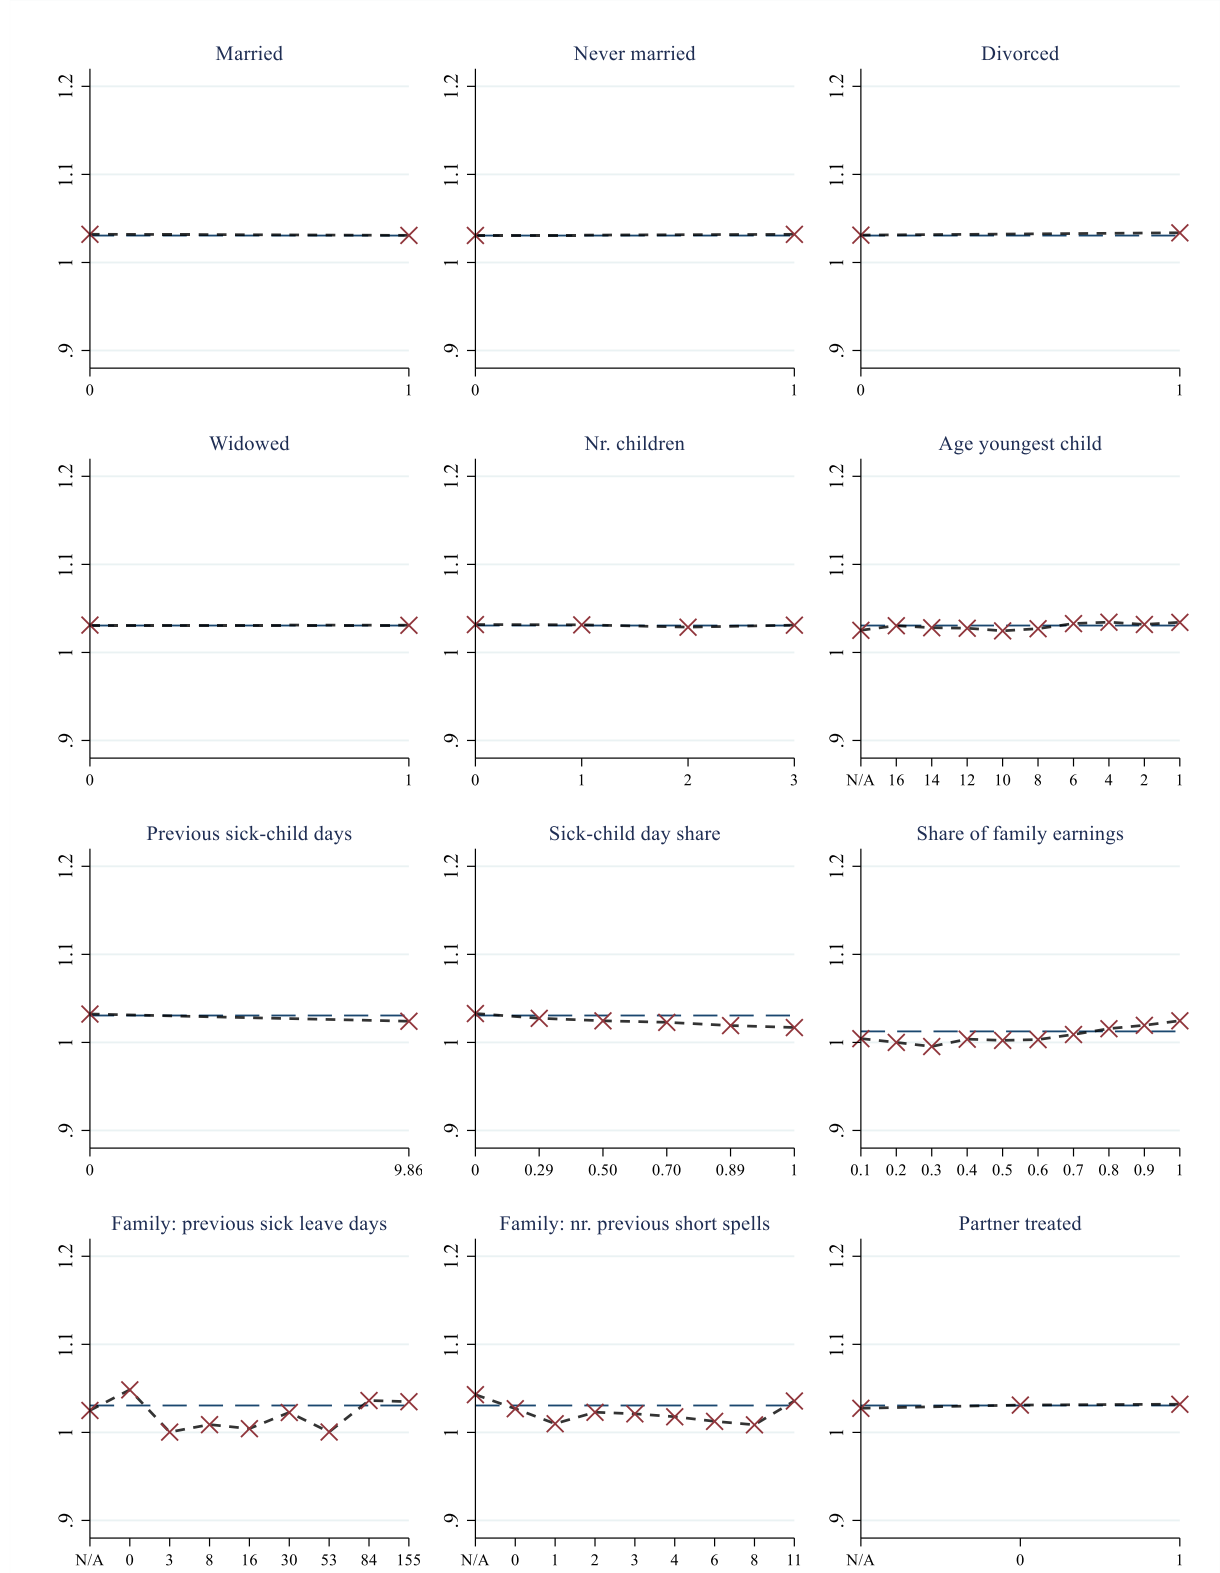 Married
Never married
Divorced
1.2
1.1
1
.9
0 1
1.2
1.1
1
.9
0 1
1.2
1.1
1
.9
0 1
Widowed
Nr. children
Age youngest child
1.2
1.1
1
.9
0 1
1.2
1.1
1
.9
0 1 2 3
1.2
1.1
1
.9
N/A 16 14 12 10 8 6 4 2 1
Previous sick-child days
Sick-child day share
Share of family earnings
1.2
1.1
1
.9
0 9.86
1.2
1.1
1
.9
0 0.29 0.50 0.70 0.89 1
1.2
1.1
1
.9
0.1 0.2 0.3 0.4 0.5 0.6 0.7 0.8 0.9 1
Family: previous sick leave days
Family: nr. previous short spells
Partner treated
1.2
1.1
1
.9
N/A 0 3 8 16 30 53 84 155
1.2
1.1
1
.9
N/A 0 1 2 3 4 6 8 11
1.2
1.1
1
.9
N/A 0 1